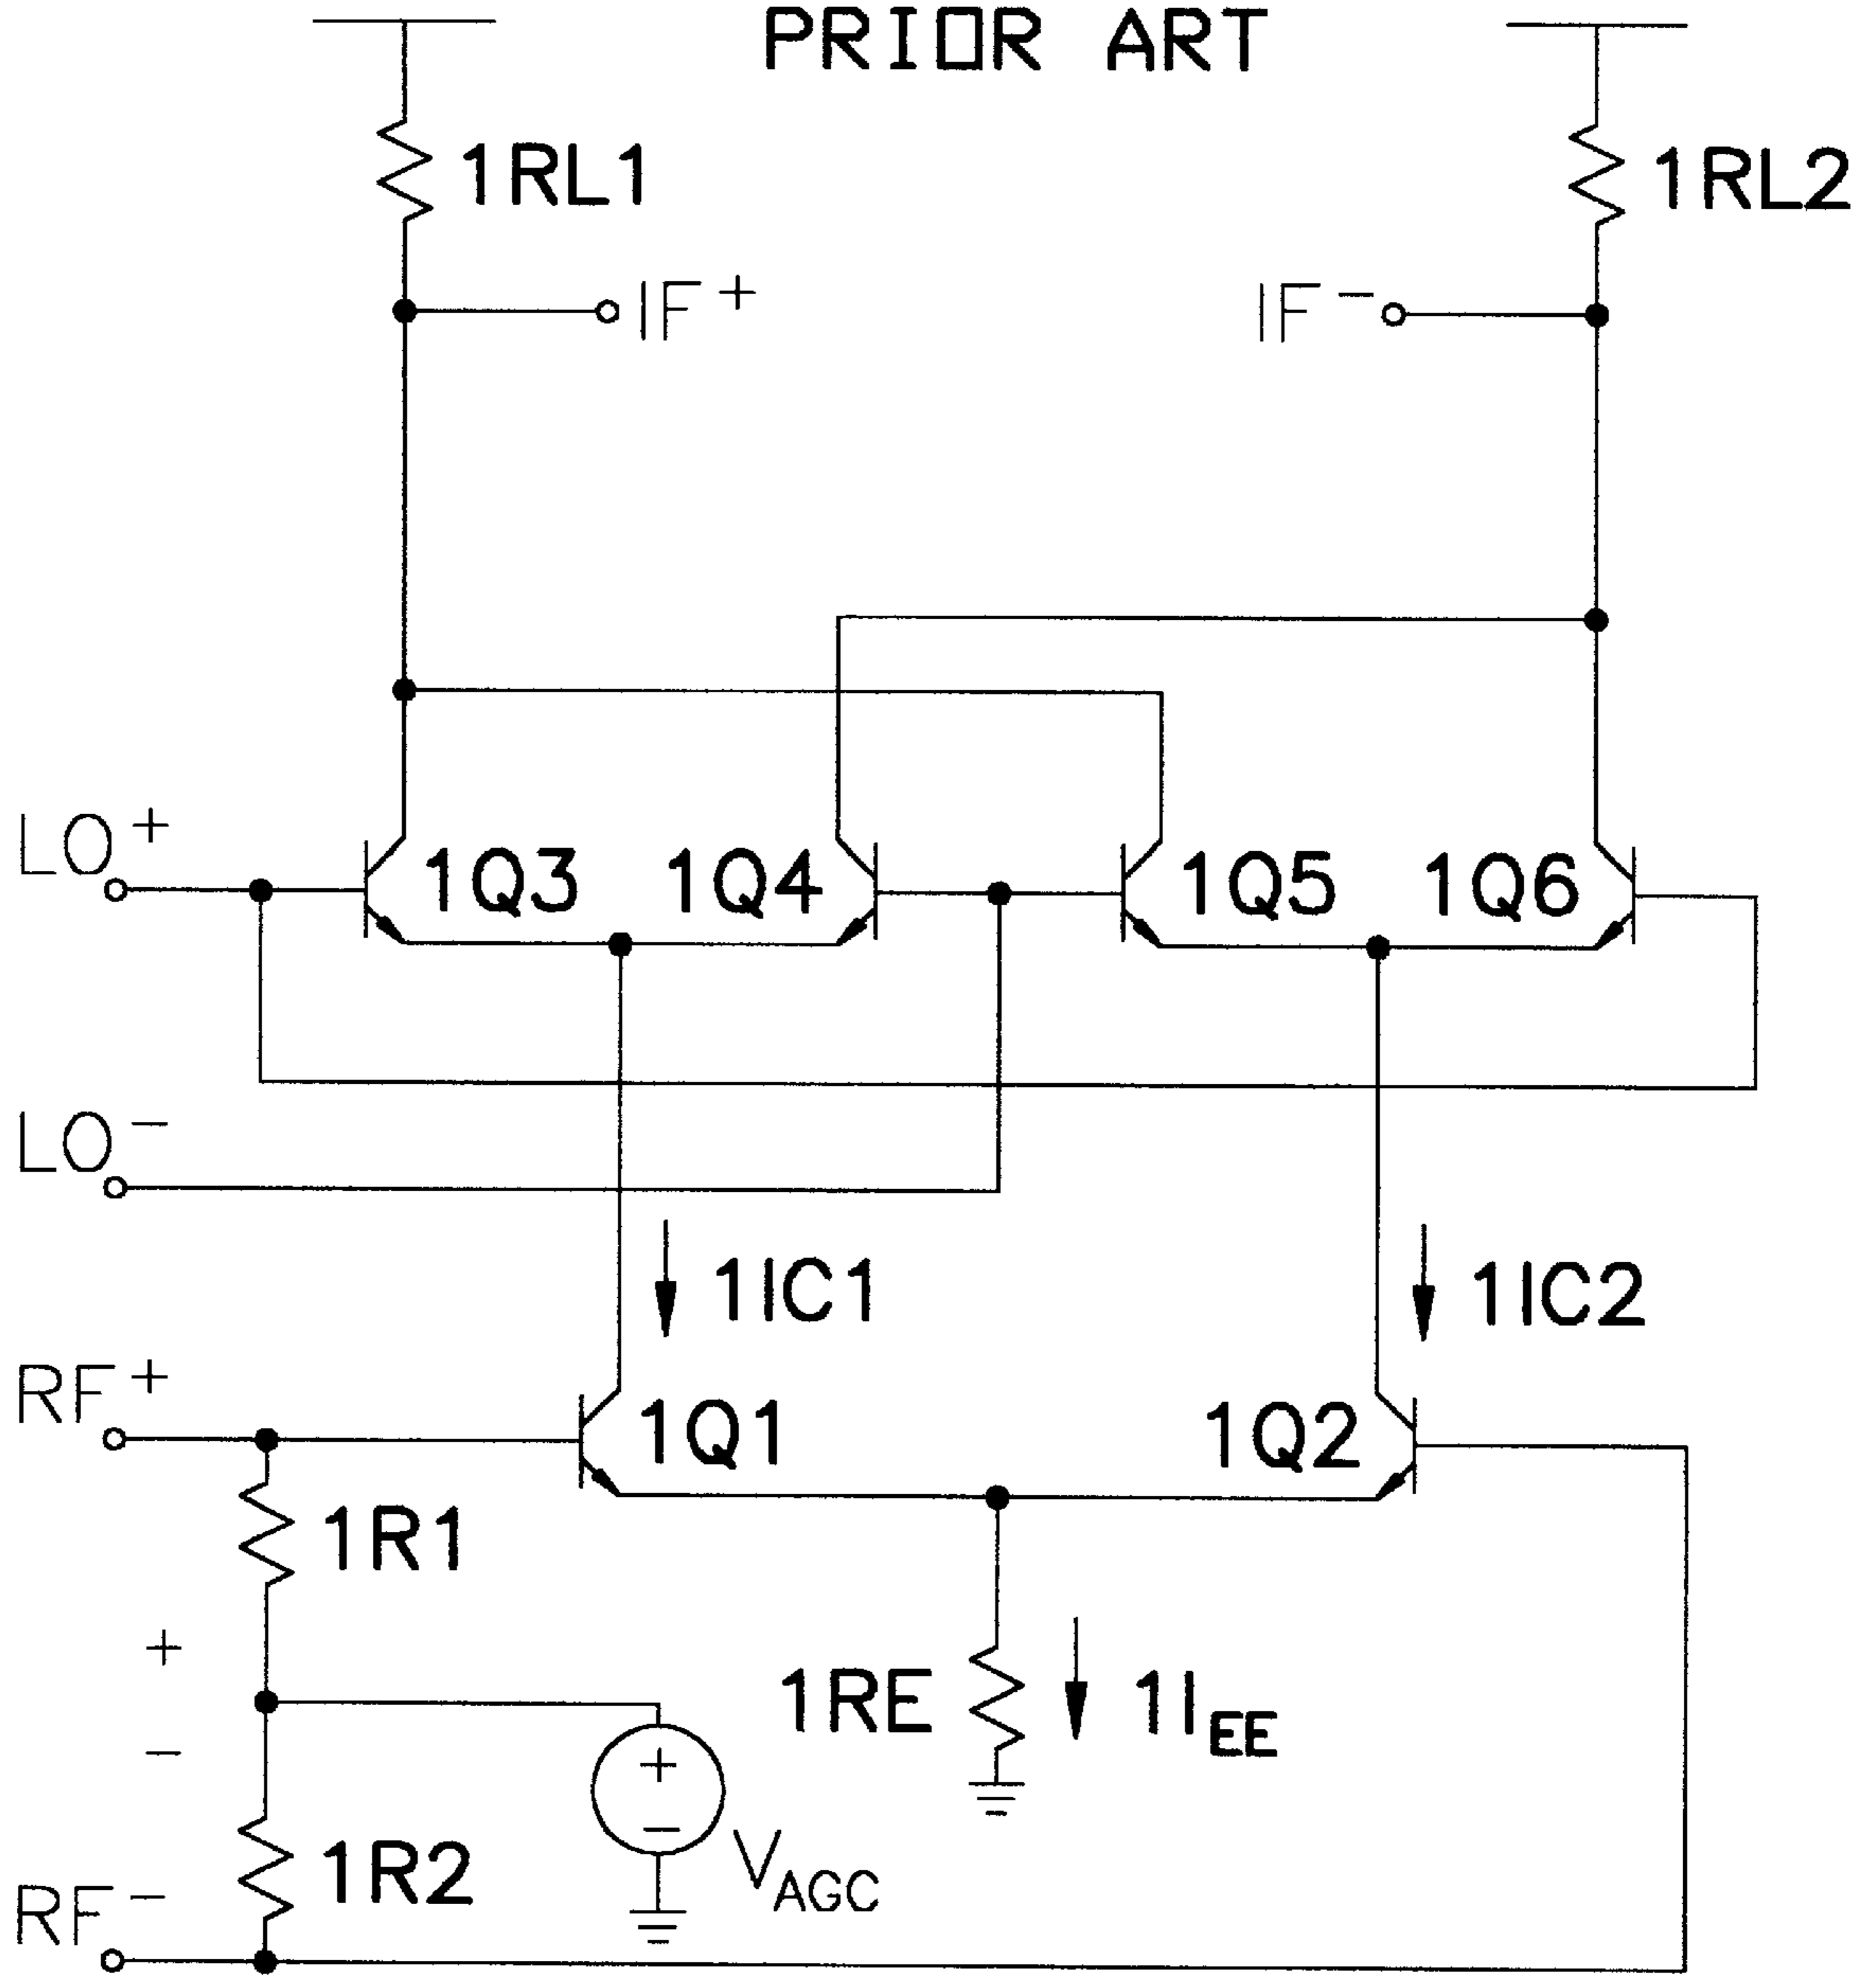 PRIOR ART
1RL1
1RL2
IF+
IF−
LO+
1Q3
1Q4
1Q5
1Q6
LO−
1IC1
1IC2
RF+
1Q1
1Q2
1R1
+
−
1RE
1IEE
+
−
VAGC
1R2
RF−